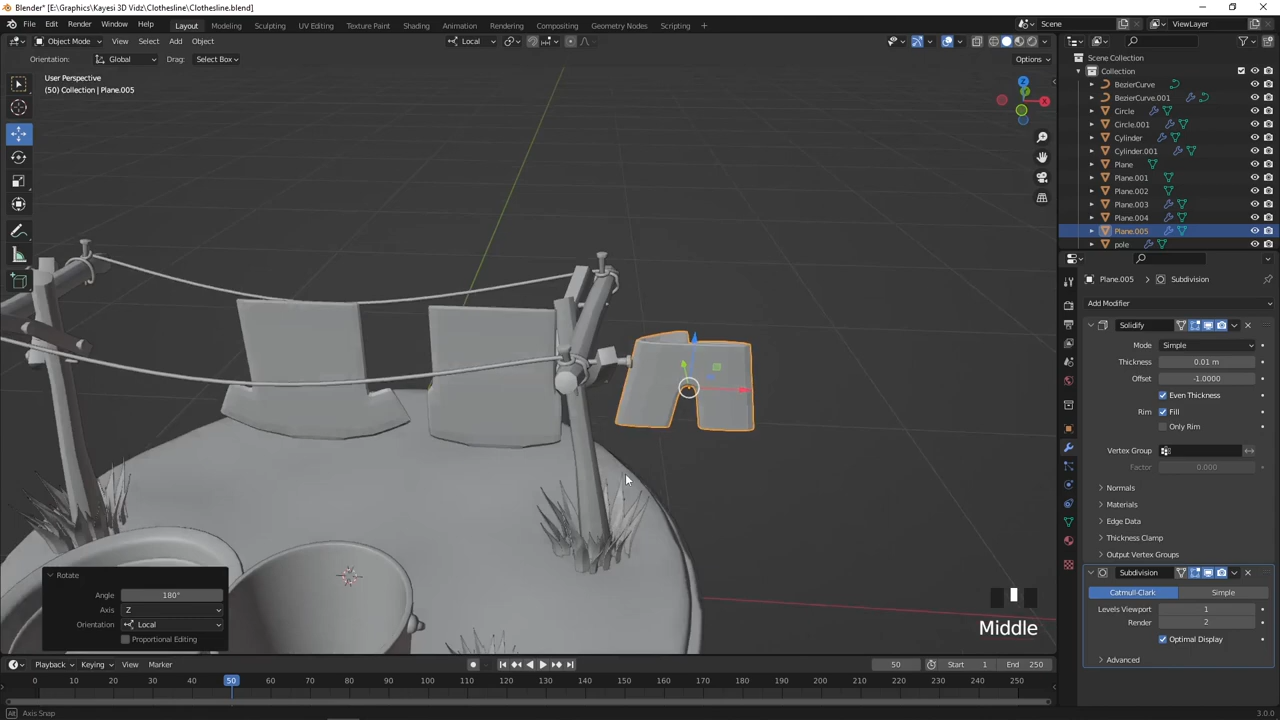 Blender* [E:\Graphics\Kayesi 3D Vidz\Clothesline\Clothesline.blend]
File Edit Render Window Help Layout Modeling Sculpting UV Editing Texture Paint Shading Animation Rendering Compositing Geometry Nodes Scripting Scene ViewLayer
Object Mode View Select Add Object Local
Orientation: Global Drag: Select Box Options
User Perspective
(50) Collection | Plane.005
Z
X
Scene Collection
Collection
BezierCurve
BezierCurve.001
Circle
Circle.001
Cylinder
Cylinder.001
Plane
Plane.001
Plane.002
Plane.003
Plane.004
Plane.005
pole
Plane.005 Subdivision
Add Modifier
Solidify
Mode Simple
Thickness 0.01 m
Offset -1.0000
Even Thickness
Rim Fill
Only Rim
Vertex Group
Factor 0.000
Normals
Materials
Edge Data
Thickness Clamp
Output Vertex Groups
Subdivision
Catmull-Clark Simple
Levels Viewport 1
Render 2
Optimal Display
Advanced
Rotate
Angle 180°
Axis Z
Orientation Local
Proportional Editing
Middle
Playback Keying View Marker 50 Start 1 End 250
0 10 20 30 40 50 60 70 80 90 100 110 120 130 140 150 160 170 180 190 200 210 220 230 240 250
Axis Snap 3.0.0